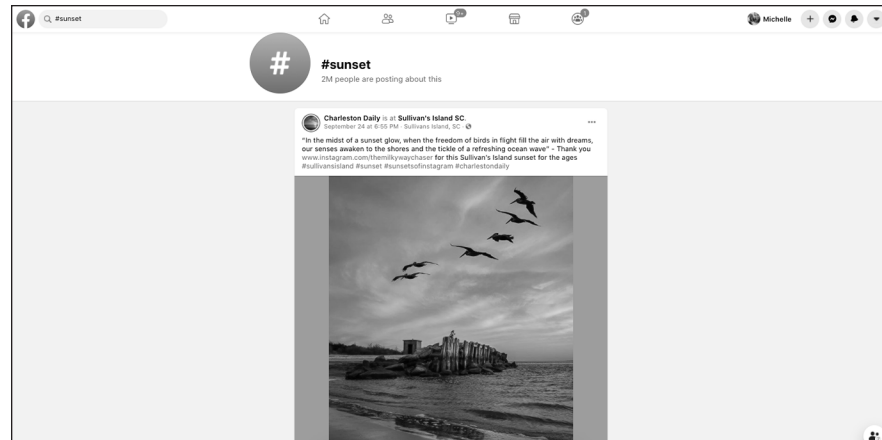 #sunset
9+
1
Michelle
#
#sunset
2M people are posting about this
Charleston Daily is at Sullivan's Island SC.
September 24 at 6:55 PM · Sullivans Island, SC ·
"In the midst of a sunset glow, when the freedom of birds in flight fill the air with dreams,
our senses awaken to the shores and the tickle of a refreshing ocean wave" - Thank you
www.instagram.com/themilkywaychaser for this Sullivan's Island sunset for the ages
#sullivansisland #sunset #sunsetsofinstagram #charlestondaily